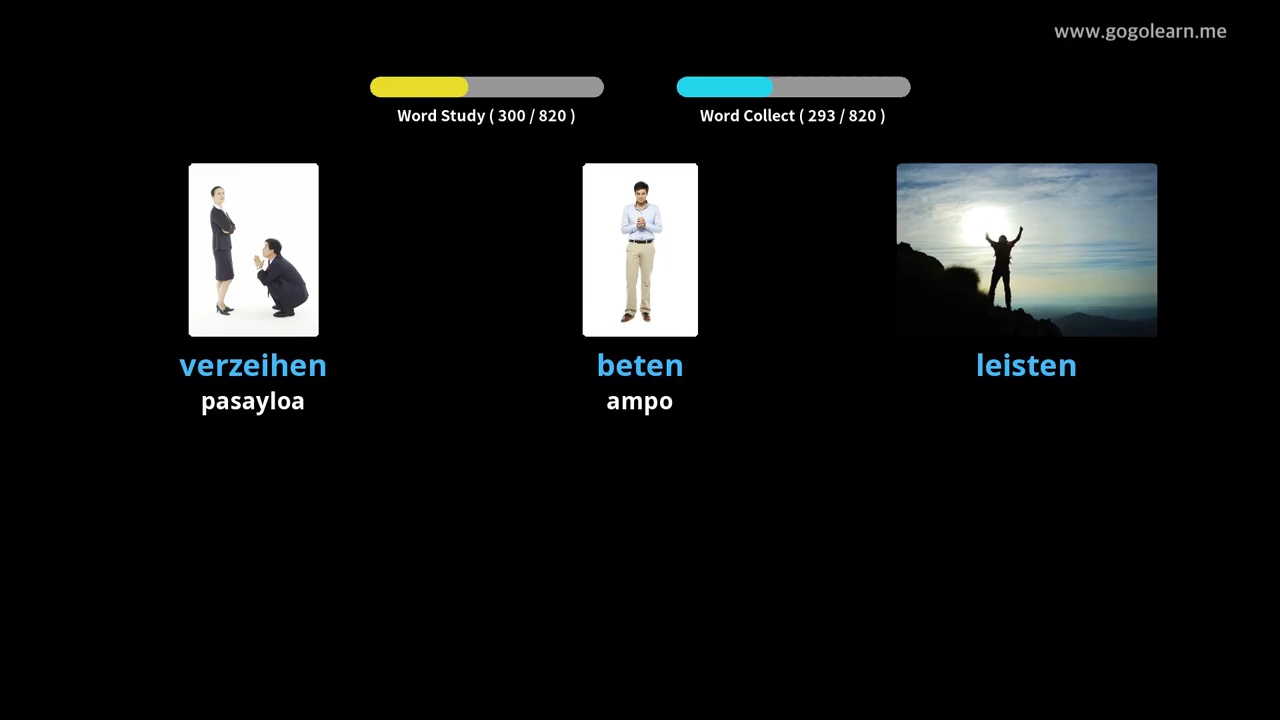 www.gogolearn.me
Word Study ( 300 / 820 )
Word Collect ( 293 / 820 )
verzeihen
pasayloa
beten
ampo
leisten